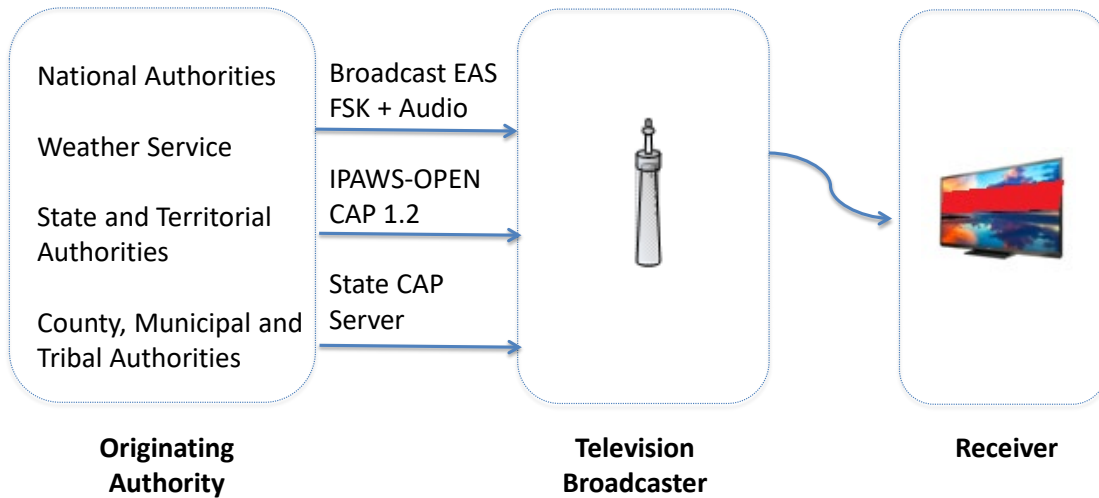 National Authorities
Weather Service
State and Territorial
Authorities
County, Municipal and
Tribal Authorities
Broadcast EAS
FSK + Audio
IPAWS-OPEN
CAP 1.2
State CAP
Server
Originating
Authority
Television
Broadcaster
Receiver